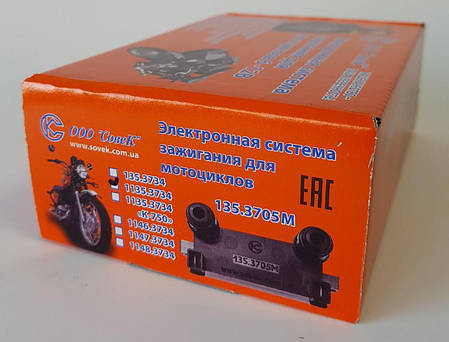 ООО "СовеК"
www.sovek.com.ua
Электронная система
зажигания для
мотоциклов
135.3734
1135.3734
1135.3734
«К-750»
1146.3734
1147.3734
1148.3734
135.3705М
EAC
135.3705М